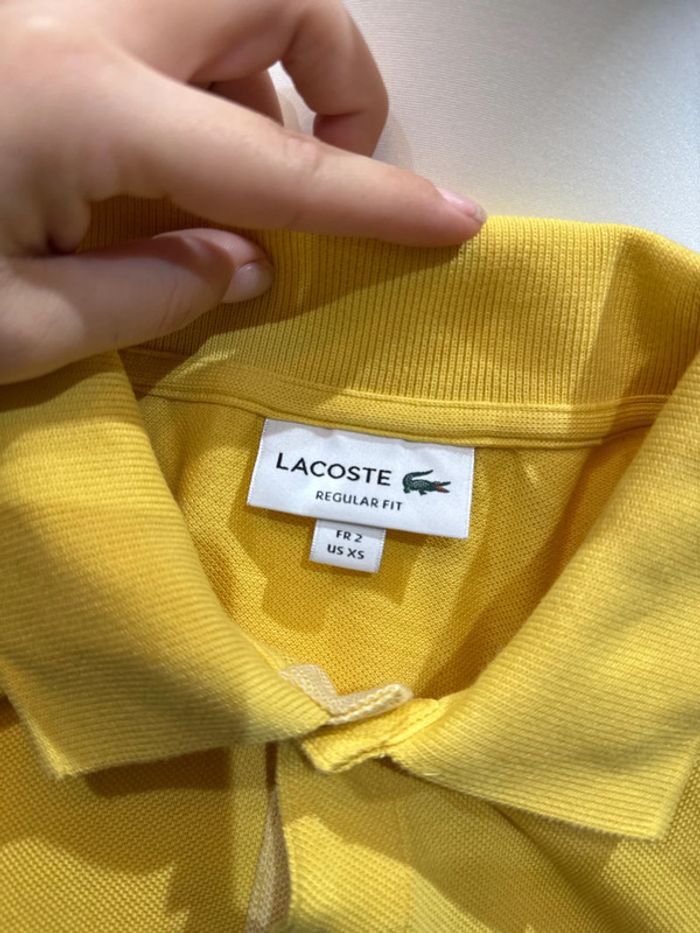 LACOSTE
REGULAR FIT
FR 2
US XS